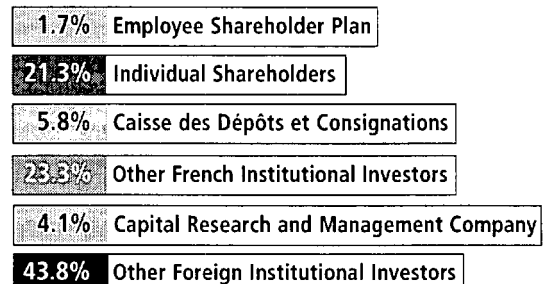 1.7% Employee Shareholder Plan
21.3% Individual Shareholders
5.8% Caisse des Dépôts et Consignations
23.3% Other French Institutional Investors
4.1% Capital Research and Management Company
43.8% Other Foreign Institutional Investors